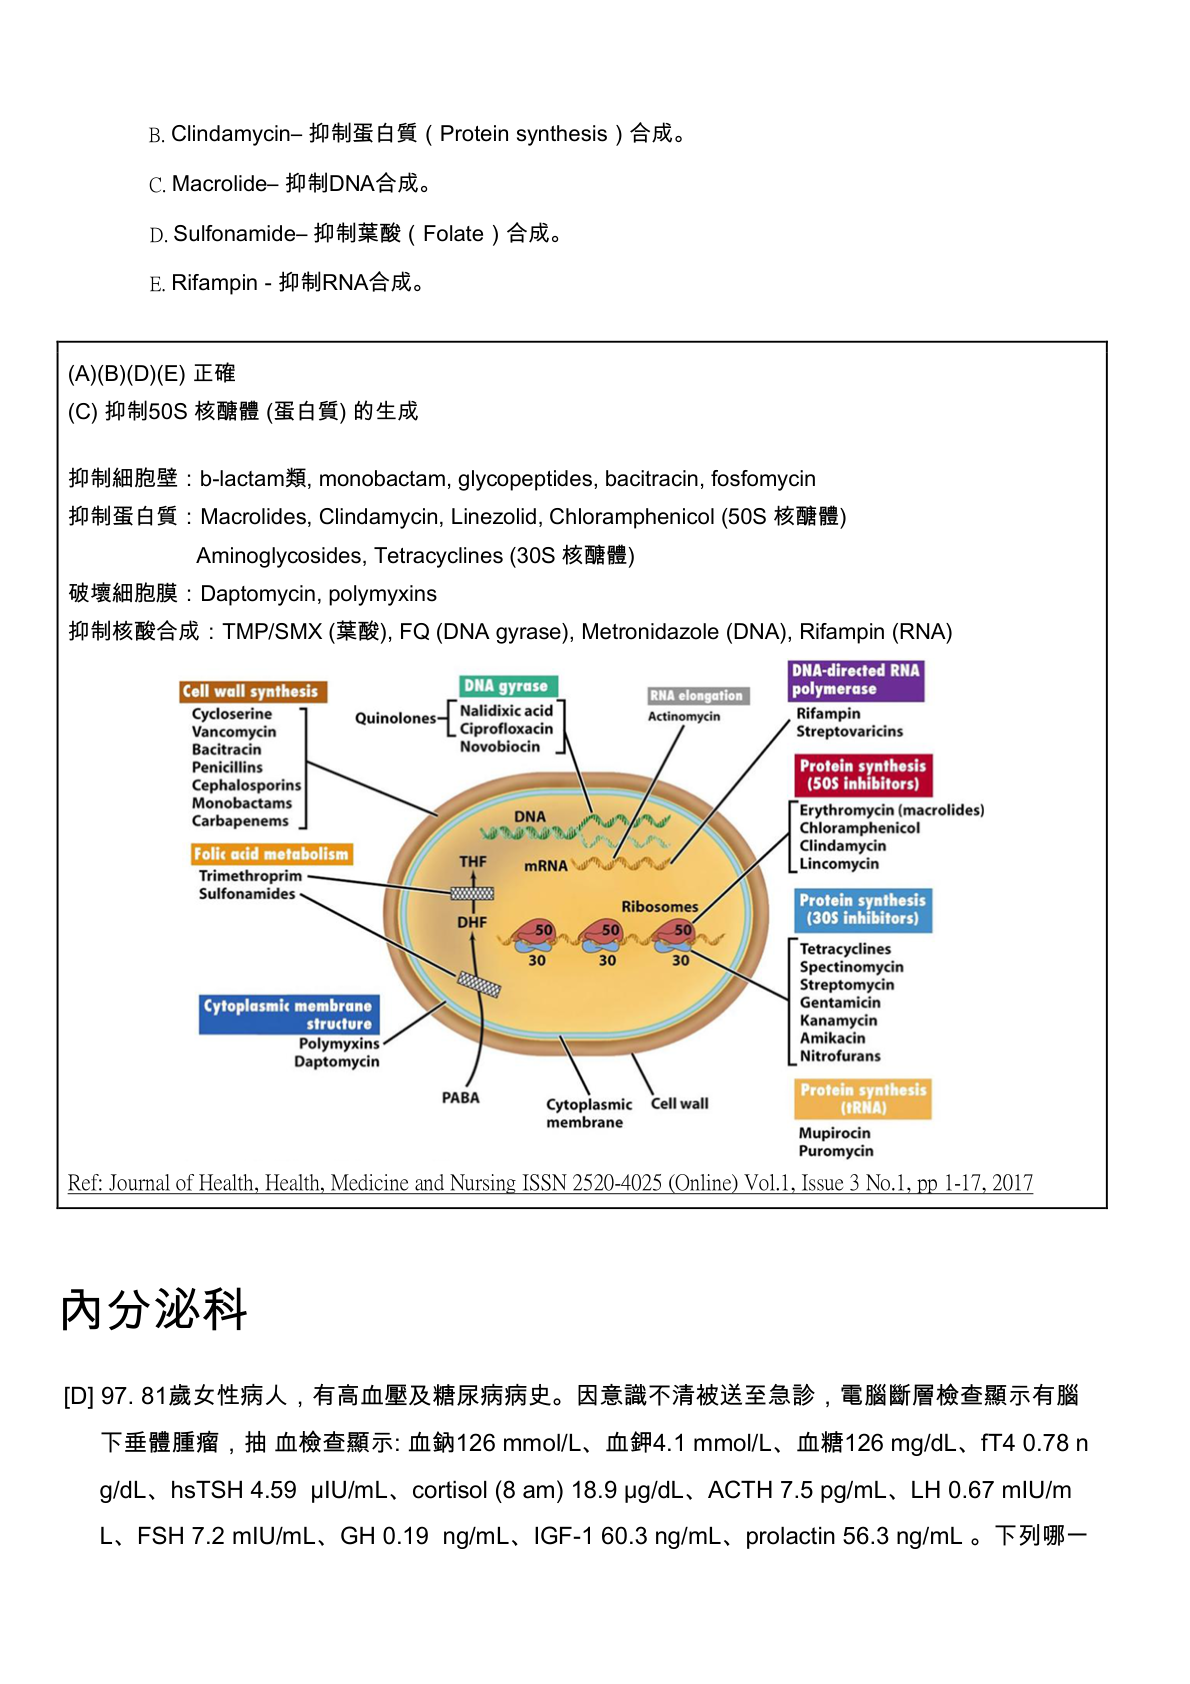 B. Clindamycin– 抑制蛋白質（Protein synthesis）合成。
C. Macrolide– 抑制DNA合成。
D. Sulfonamide– 抑制葉酸（Folate）合成。
E. Rifampin - 抑制RNA合成。
(A)(B)(D)(E) 正確
(C) 抑制50S 核醣體 (蛋白質) 的生成
抑制細胞壁：b-lactam類, monobactam, glycopeptides, bacitracin, fosfomycin
抑制蛋白質：Macrolides, Clindamycin, Linezolid, Chloramphenicol (50S 核醣體)
Aminoglycosides, Tetracyclines (30S 核醣體)
破壞細胞膜：Daptomycin, polymyxins
抑制核酸合成：TMP/SMX (葉酸), FQ (DNA gyrase), Metronidazole (DNA), Rifampin (RNA)
Cell wall synthesis
Cycloserine
Vancomycin
Bacitracin
Penicillins
Cephalosporins
Monobactams
Carbapenems
Folic acid metabolism
Trimethoprim
Sulfonamides
Cytoplasmic membrane
structure
Polymyxins
Daptomycin
DNA gyrase
Quinolones
Nalidixic acid
Ciprofloxacin
Novobiocin
RNA elongation
Actinomycin
DNA-directed RNA
polymerase
Rifampin
Streptovaricins
Protein synthesis
(50S inhibitors)
Erythromycin (macrolides)
Chloramphenicol
Clindamycin
Lincomycin
Protein synthesis
(30S inhibitors)
Tetracyclines
Spectinomycin
Streptomycin
Gentamicin
Kanamycin
Amikacin
Nitrofurans
Protein synthesis
(tRNA)
Mupirocin
Puromycin
DNA
THF
mRNA
DHF
Ribosomes
50 50 50
30 30 30
PABA
Cytoplasmic
membrane
Cell wall
Ref: Journal of Health, Health, Medicine and Nursing ISSN 2520-4025 (Online) Vol.1, Issue 3 No.1, pp 1-17, 2017
內分泌科
[D] 97. 81歲女性病人，有高血壓及糖尿病病史。因意識不清被送至急診，電腦斷層檢查顯示有腦
下垂體腫瘤，抽 血檢查顯示: 血鈉126 mmol/L、血鉀4.1 mmol/L、血糖126 mg/dL、fT4 0.78 n
g/dL、hsTSH 4.59 μIU/mL、cortisol (8 am) 18.9 μg/dL、ACTH 7.5 pg/mL、LH 0.67 mIU/m
L、FSH 7.2 mIU/mL、GH 0.19 ng/mL、IGF-1 60.3 ng/mL、prolactin 56.3 ng/mL 。下列哪一